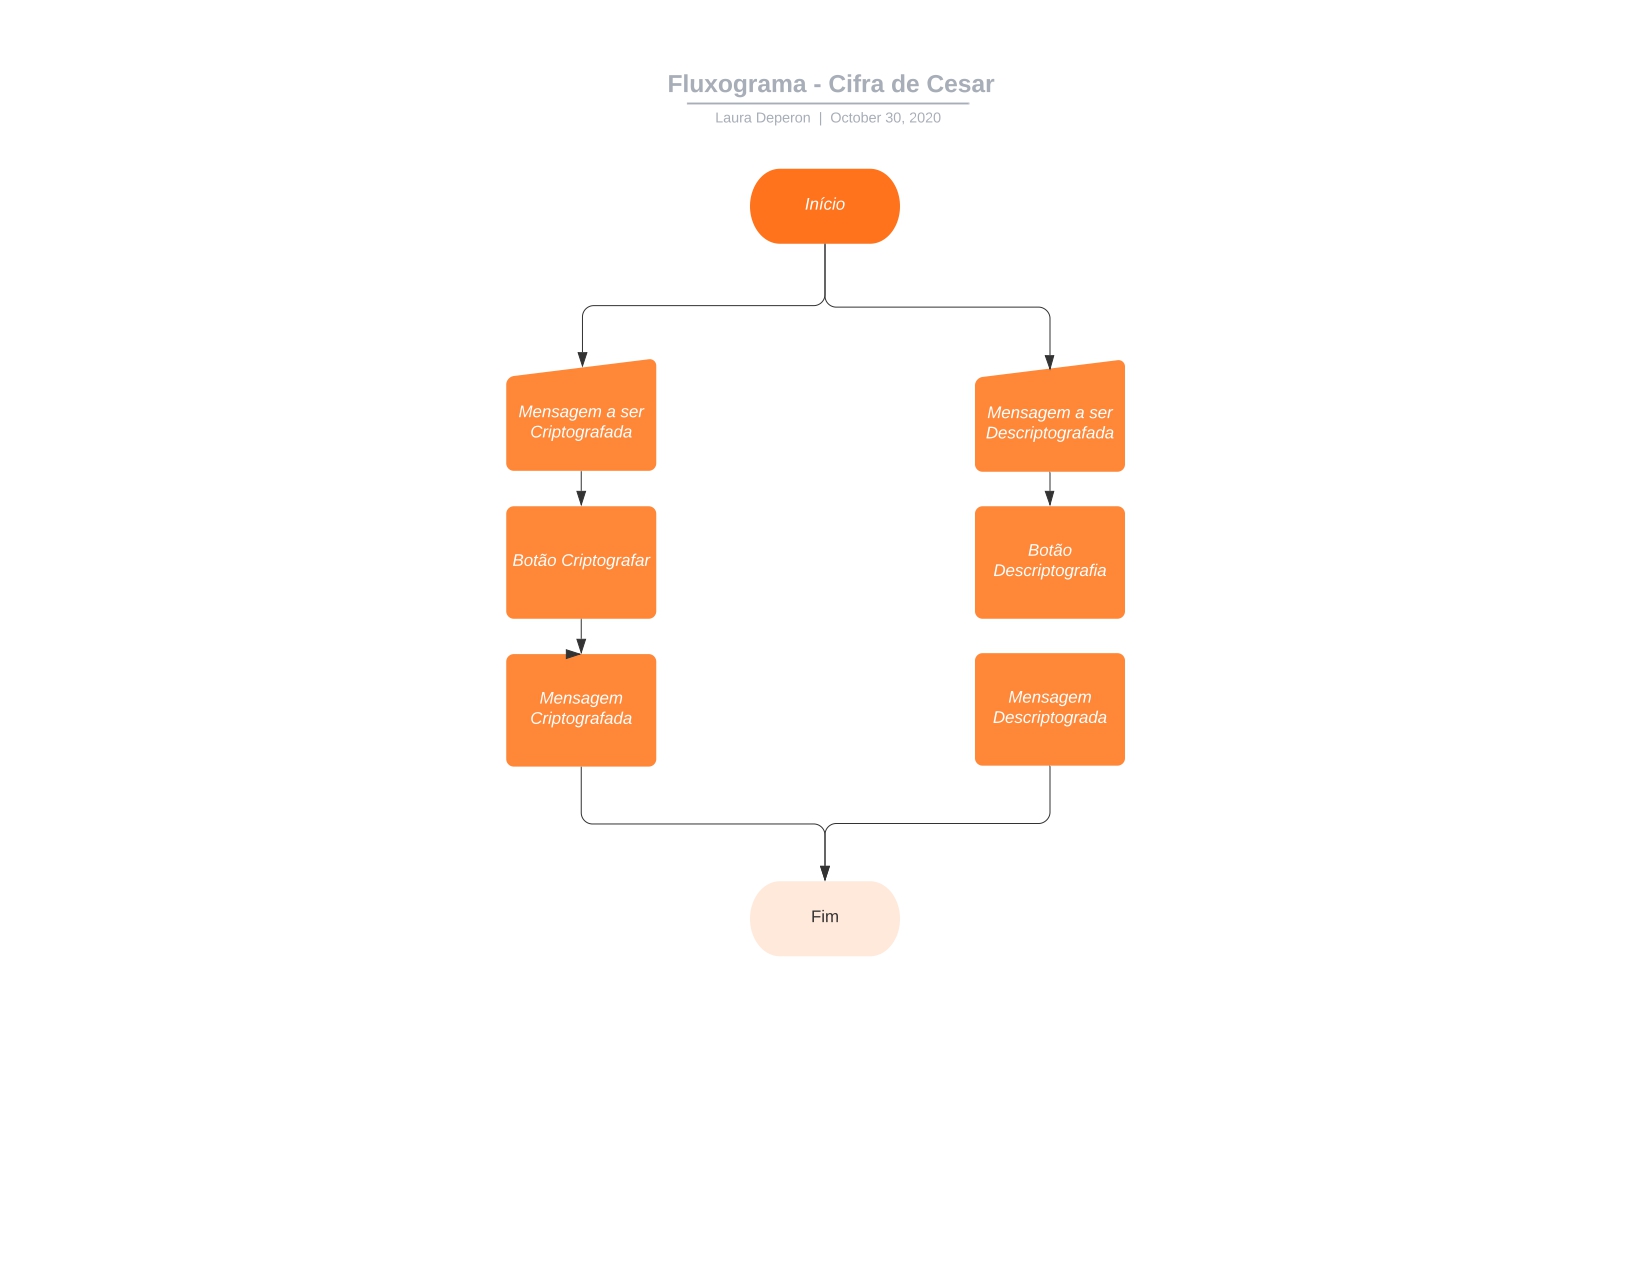 Fluxograma - Cifra de Cesar
Laura Deperon | October 30, 2020
Início
Mensagem a ser
Criptografada
Mensagem a ser
Descriptografada
Botão Criptografar
Botão
Descriptografia
Mensagem
Criptografada
Mensagem
Descriptograda
Fim